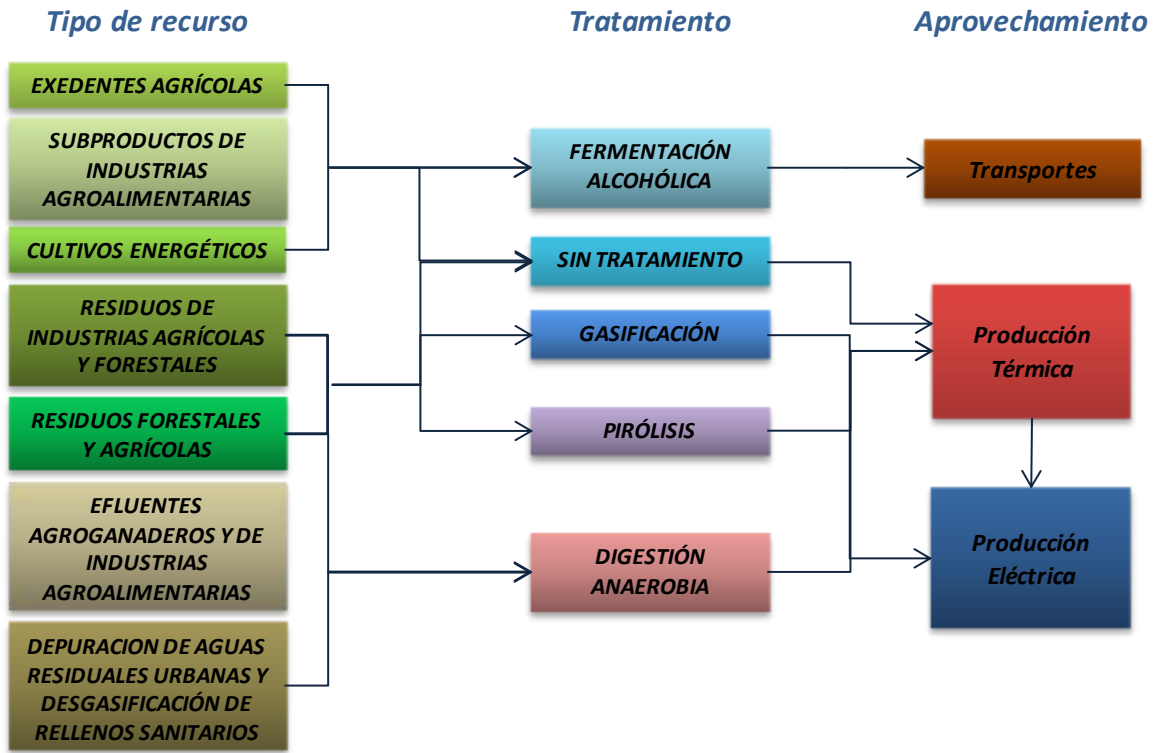 Tipo de recurso
Tratamiento
Aprovechamiento
EXEDENTES AGRÍCOLAS
SUBPRODUCTOS DE
INDUSTRIAS
AGROALIMENTARIAS
CULTIVOS ENERGÉTICOS
RESIDUOS DE
INDUSTRIAS AGRÍCOLAS
Y FORESTALES
RESIDUOS FORESTALES
Y AGRÍCOLAS
EFLUENTES
AGROGANADEROS Y DE
INDUSTRIAS
AGROALIMENTARIAS
DEPURACION DE AGUAS
RESIDUALES URBANAS Y
DESGASIFICACIÓN DE
RELLENOS SANITARIOS
FERMENTACIÓN
ALCOHÓLICA
SIN TRATAMIENTO
GASIFICACIÓN
PIRÓLISIS
DIGESTIÓN
ANAEROBIA
Transportes
Producción
Térmica
Producción
Eléctrica